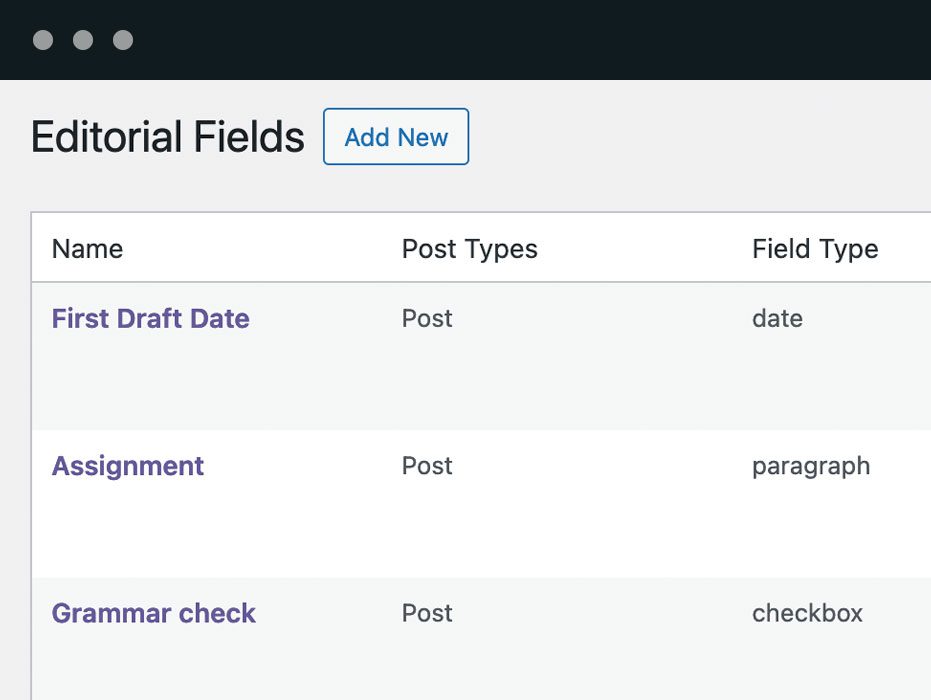 Editorial Fields Add New
Name Post Types Field Type
First Draft Date Post date
Assignment Post paragraph
Grammar check Post checkbox